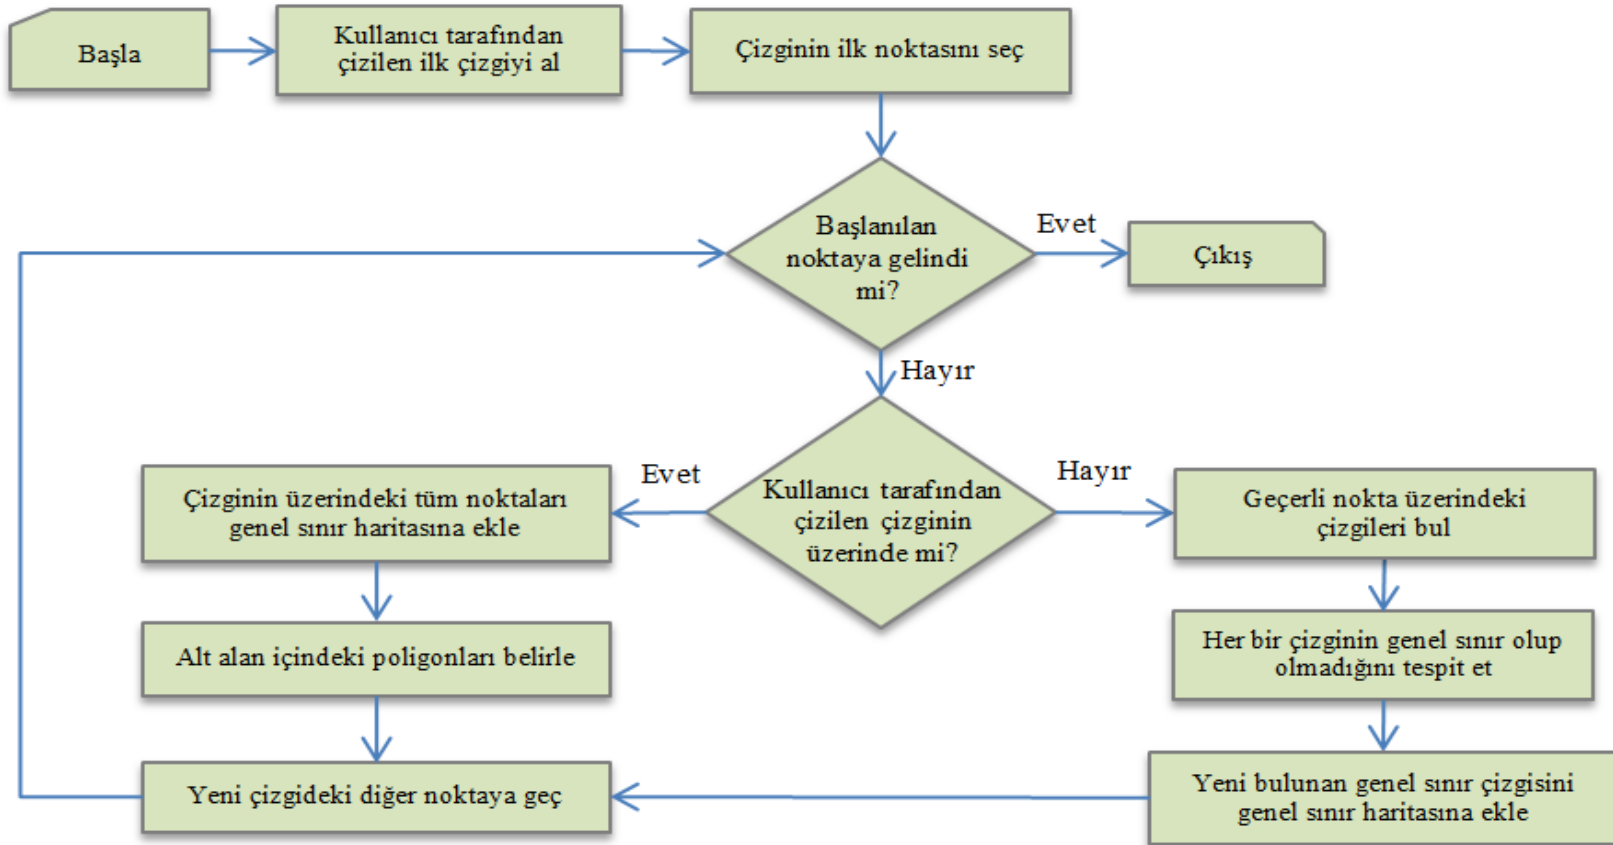 Başla
Kullanıcı tarafından
çizilen ilk çizgiyi al
Çizginin ilk noktasını seç
Başlanılan
noktaya gelindi
mi?
Evet
Çıkış
Hayır
Kullanıcı tarafından
çizilen çizginin
üzerinde mi?
Evet
Hayır
Çizginin üzerindeki tüm noktaları
genel sınır haritasına ekle
Geçerli nokta üzerindeki
çizgileri bul
Alt alan içindeki poligonları belirle
Her bir çizginin genel sınır olup
olmadığını tespit et
Yeni çizgideki diğer noktaya geç
Yeni bulunan genel sınır çizgisini
genel sınır haritasına ekle